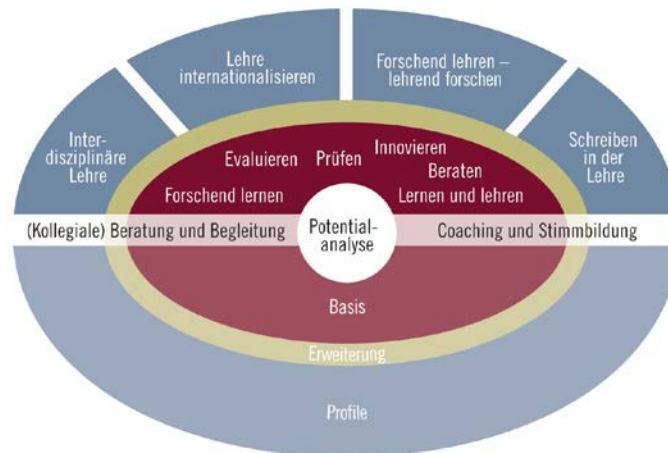 Lehre
internationalisieren
Forschend lehren –
lehrend forschen
Inter-
disziplinäre
Lehre
Schreiben
in der
Lehre
Evaluieren
Prüfen
Innovieren
Beraten
Forschend lernen
Lernen und lehren
(Kollegiale) Beratung und Begleitung
Potential-
analyse
Coaching und Stimmbildung
Basis
Erweiterung
Profile